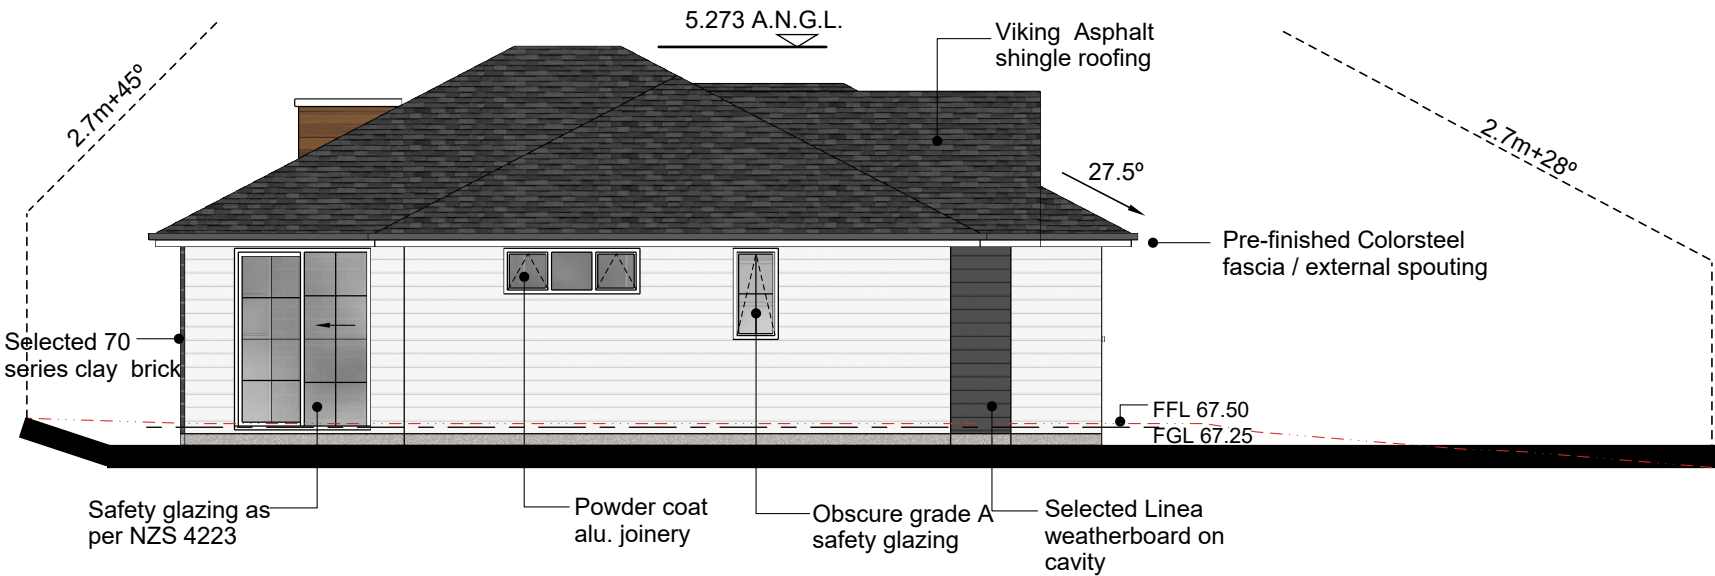 5.273 A.N.G.L.
Viking Asphalt
shingle roofing
2.7m+45º
2.7m+28º
27.5º
Pre-finished Colorsteel
fascia / external spouting
Selected 70
series clay brick
FFL 67.50
FGL 67.25
Safety glazing as
per NZS 4223
Powder coat
alu. joinery
Obscure grade A
safety glazing
Selected Linea
weatherboard on
cavity